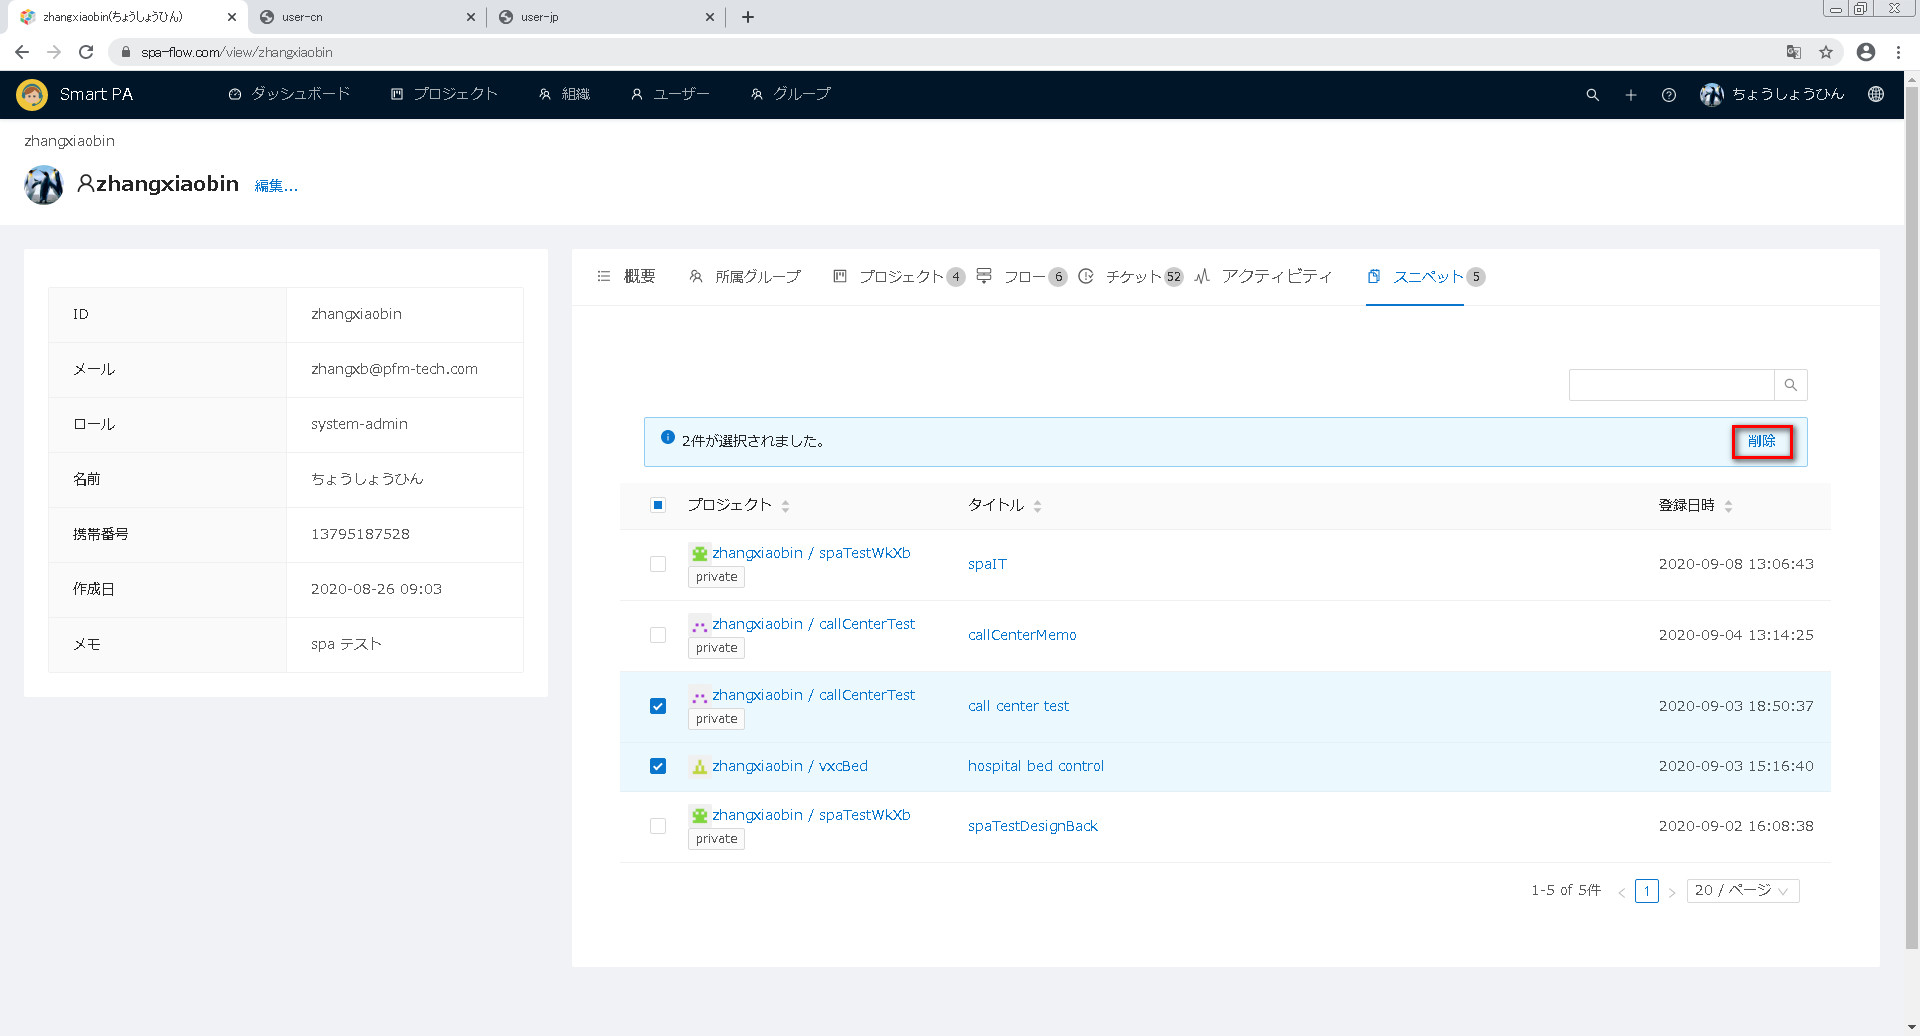 zhangxiaobin(ちょうしょうひん)
user-cn
user-jp
spa-flow.com/view/zhangxiaobin
Smart PA
ダッシュボード
プロジェクト
組織
ユーザー
グループ
ちょうしょうひん
zhangxiaobin
zhangxiaobin
編集...
ID
zhangxiaobin
メール
zhangxb@pfm-tech.com
ロール
system-admin
名前
ちょうしょうひん
携帯番号
13795187528
作成日
2020-08-26 09:03
メモ
spa テスト
概要
所属グループ
プロジェクト 4
フロー 6
チケット 52
アクティビティ
スニペット 5
2件が選択されました。
削除
プロジェクト
タイトル
登録日時
zhangxiaobin / spaTestWkXb
private
spaIT
2020-09-08 13:06:43
zhangxiaobin / callCenterTest
private
callCenterMemo
2020-09-04 13:14:25
zhangxiaobin / callCenterTest
private
call center test
2020-09-03 18:50:37
zhangxiaobin / vxcBed
hospital bed control
2020-09-03 15:16:40
zhangxiaobin / spaTestWkXb
private
spaTestDesignBack
2020-09-02 16:08:38
1-5 of 5件
1
20 / ページ